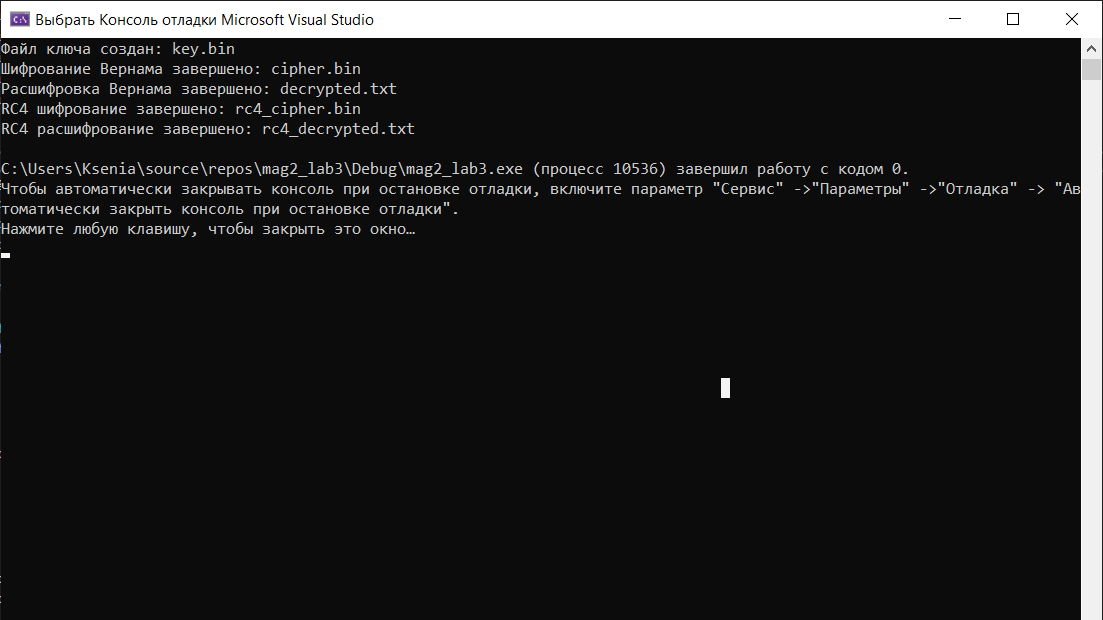 Выбрать Консоль отладки Microsoft Visual Studio
Файл ключа создан: key.bin
Шифрование Вернама завершено: cipher.bin
Расшифровка Вернама завершено: decrypted.txt
RC4 шифрование завершено: rc4_cipher.bin
RC4 расшифрование завершено: rc4_decrypted.txt
C:\Users\Ksenia\source\repos\mag2_lab3\Debug\mag2_lab3.exe (процесс 10536) завершил работу с кодом 0.
Чтобы автоматически закрывать консоль при остановке отладки, включите параметр "Сервис" ->"Параметры" ->"Отладка" -> "Ав
томатически закрыть консоль при остановке отладки".
Нажмите любую клавишу, чтобы закрыть это окно…